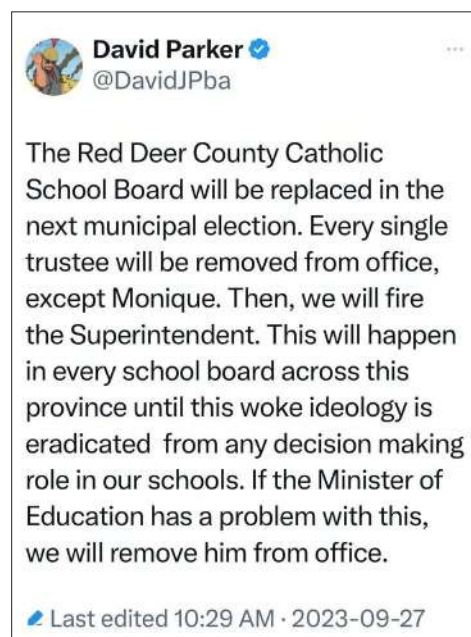 David Parker
@DavidJPba
The Red Deer County Catholic
School Board will be replaced in the
next municipal election. Every single
trustee will be removed from office,
except Monique. Then, we will fire
the Superintendent. This will happen
in every school board across this
province until this woke ideology is
eradicated  from any decision making
role in our schools. If the Minister of
Education has a problem with this,
we will remove him from office.
Last edited 10:29 AM · 2023-09-27